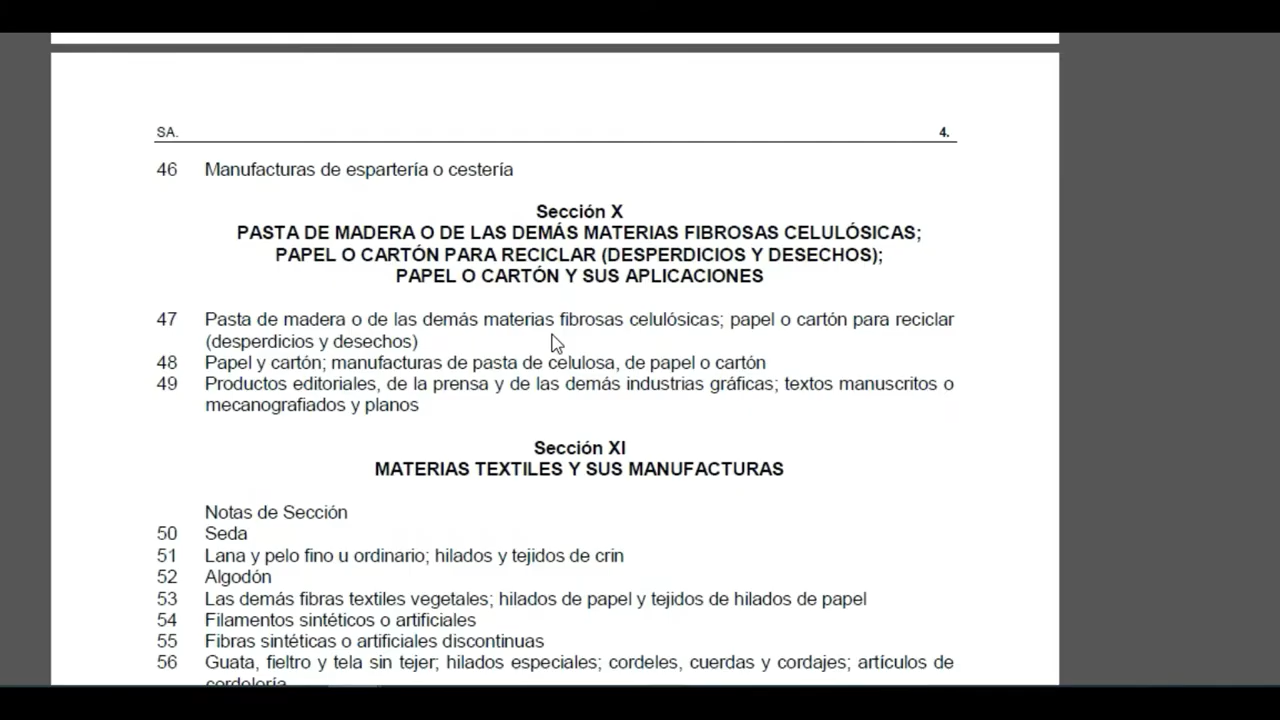 SA. 4.
46 Manufacturas de espartería o cestería
Sección X
PASTA DE MADERA O DE LAS DEMÁS MATERIAS FIBROSAS CELULÓSICAS;
PAPEL O CARTÓN PARA RECICLAR (DESPERDICIOS Y DESECHOS);
PAPEL O CARTÓN Y SUS APLICACIONES
47 Pasta de madera o de las demás materias fibrosas celulósicas; papel o cartón para reciclar
(desperdicios y desechos)
48 Papel y cartón; manufacturas de pasta de celulosa, de papel o cartón
49 Productos editoriales, de la prensa y de las demás industrias gráficas; textos manuscritos o
mecanografiados y planos
Sección XI
MATERIAS TEXTILES Y SUS MANUFACTURAS
Notas de Sección
50 Seda
51 Lana y pelo fino u ordinario; hilados y tejidos de crin
52 Algodón
53 Las demás fibras textiles vegetales; hilados de papel y tejidos de hilados de papel
54 Filamentos sintéticos o artificiales
55 Fibras sintéticas o artificiales discontinuas
56 Guata, fieltro y tela sin tejer; hilados especiales; cordeles, cuerdas y cordajes; artículos de
cordelería